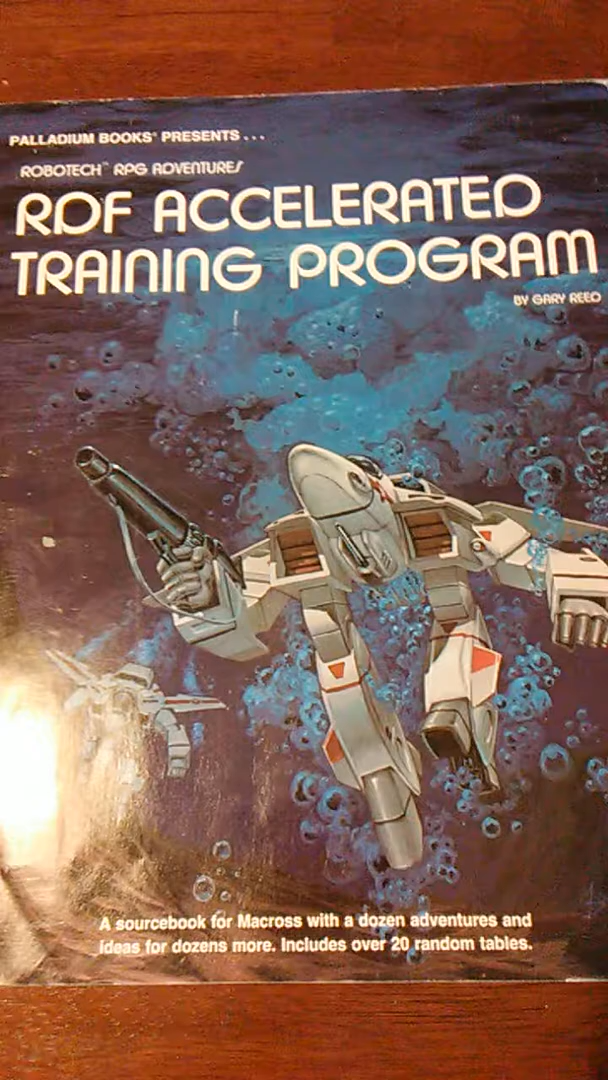 PALLADIUM BOOKS® PRESENTS . . .
ROBOTECH™ RPG ADVENTURES
RDF ACCELERATED
TRAINING PROGRAM
BY GARY REED
A sourcebook for Macross with a dozen adventures and
ideas for dozens more. Includes over 20 random tables.